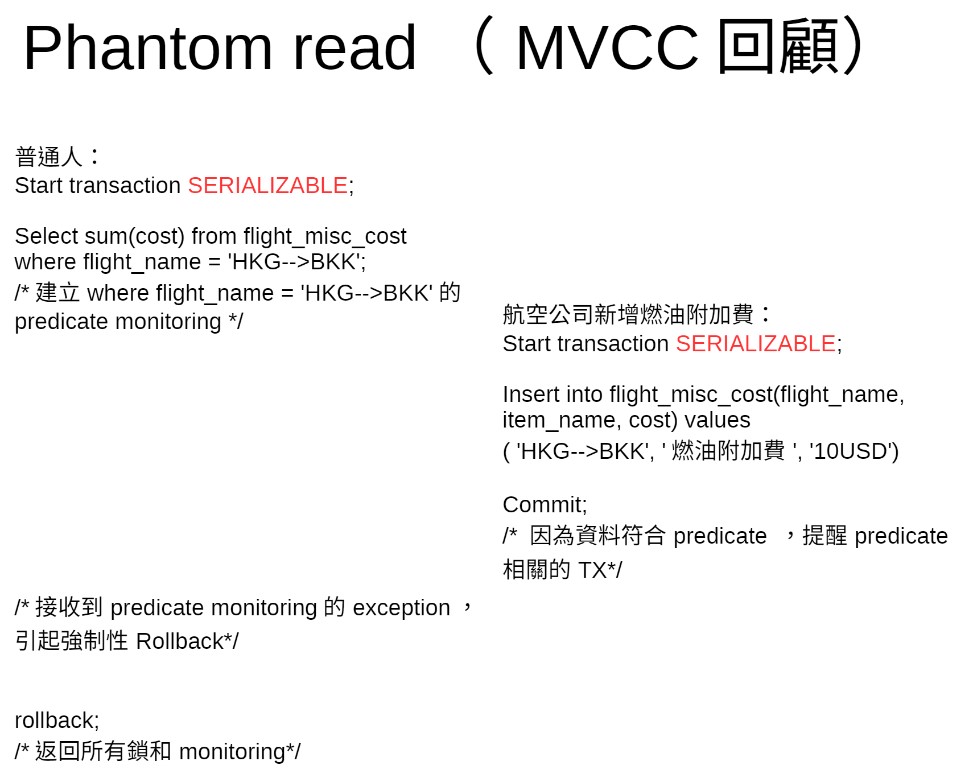 Phantom read （ MVCC 回顧）
普通人：
Start transaction SERIALIZABLE;
Select sum(cost) from flight_misc_cost
where flight_name = 'HKG-->BKK';
/* 建立 where flight_name = 'HKG-->BKK' 的
predicate monitoring */
航空公司新增燃油附加費：
Start transaction SERIALIZABLE;
Insert into flight_misc_cost(flight_name,
item_name, cost) values
( 'HKG-->BKK', ' 燃油附加費 ', '10USD')
Commit;
/*  因為資料符合 predicate ，提醒 predicate
相關的 TX*/
/* 接收到 predicate monitoring 的 exception ，
引起強制性 Rollback*/
rollback;
/* 返回所有鎖和 monitoring*/